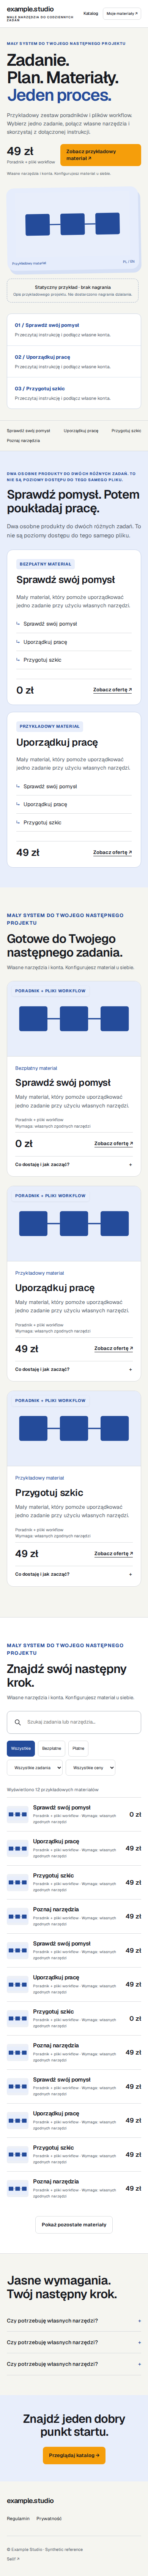 example.studio
MAŁE NARZĘDZIA DO CODZIENNYCH ZADAŃ
Katalog
Moje materiały ↗
MAŁY SYSTEM DO TWOJEGO NASTĘPNEGO PROJEKTU
Zadanie.
Plan. Materiały.
Jeden proces.
Przykładowy zestaw poradników i plików workflow.
Wybierz zadanie, połącz je z własnym narzędziem i
skorzystaj z dołączonej instrukcji.
49 zł
Poradnik + pliki workflow
Zobacz przykładowy
materiał ↗
Własne narzędzia i konta. Konfigurujesz materiał u siebie.
Przykładowy materiał
Statyczny przykład · brak nagrania
Opis przykładowego projektu. Nie dostarczono nagrania działania.
01 / Sprawdź swój pomysł
Przeczytaj instrukcję i podłącz własne konta.
02 / Uporządkuj pracę
Przeczytaj instrukcję i podłącz własne konta.
03 / Przygotuj szkic
Przeczytaj instrukcję i podłącz własne konta.
Sprawdź swój pomysł
Uporządkuj pracę
Przygotuj szkic
Poznaj narzędzia
DWA OSOBNE PRODUKTY DO DWÓCH RÓŻNYCH ZADAŃ. TO
NIE SĄ POZIOMY DOSTĘPU DO TEGO SAMEGO PLIKU.
Sprawdź pomysł. Potem
poukładaj pracę.
Dwa osobne produkty do dwóch różnych zadań. To
nie są poziomy dostępu do tego samego pliku.
BEZPŁATNY MATERIAŁ
Sprawdź swój pomysł
Mały materiał, który pomoże uporządkować
jedno zadanie przy użyciu własnych narzędzi.
Sprawdź swój pomysł
Uporządkuj pracę
Przygotuj szkic
0 zł
Zobacz ofertę ↗
PRZYKŁADOWY MATERIAŁ
Uporządkuj pracę
Mały materiał, który pomoże uporządkować
jedno zadanie przy użyciu własnych narzędzi.
Sprawdź swój pomysł
Uporządkuj pracę
Przygotuj szkic
49 zł
Zobacz ofertę ↗
MAŁY SYSTEM DO TWOJEGO NASTĘPNEGO
PROJEKTU
Gotowe do Twojego
następnego zadania.
Własne narzędzia i konta. Konfigurujesz materiał u siebie.
PORADNIK + PLIKI WORKFLOW
Bezpłatny materiał
Sprawdź swój pomysł
Mały materiał, który pomoże uporządkować
jedno zadanie przy użyciu własnych narzędzi.
Poradnik + pliki workflow
Wymaga: własnych zgodnych narzędzi
0 zł
Zobacz ofertę ↗
Co dostaję i jak zacząć?
+
PORADNIK + PLIKI WORKFLOW
Przykładowy materiał
Uporządkuj pracę
Mały materiał, który pomoże uporządkować
jedno zadanie przy użyciu własnych narzędzi.
Poradnik + pliki workflow
Wymaga: własnych zgodnych narzędzi
49 zł
Zobacz ofertę ↗
Co dostaję i jak zacząć?
+
PORADNIK + PLIKI WORKFLOW
Przykładowy materiał
Przygotuj szkic
Mały materiał, który pomoże uporządkować
jedno zadanie przy użyciu własnych narzędzi.
Poradnik + pliki workflow
Wymaga: własnych zgodnych narzędzi
49 zł
Zobacz ofertę ↗
Co dostaję i jak zacząć?
+
MAŁY SYSTEM DO TWOJEGO NASTĘPNEGO
PROJEKTU
Znajdź swój następny
krok.
Własne narzędzia i konta. Konfigurujesz materiał u siebie.
Szukaj zadania lub narzędzia...
Wszystkie
Bezpłatne
Płatne
Wszystkie zadania
Wszystkie ceny
Wyświetlono 12 przykładowych materiałów
Sprawdź swój pomysł
Poradnik + pliki workflow · Wymaga: własnych
zgodnych narzędzi
0 zł
Uporządkuj pracę
Poradnik + pliki workflow · Wymaga: własnych
zgodnych narzędzi
49 zł
Przygotuj szkic
Poradnik + pliki workflow · Wymaga: własnych
zgodnych narzędzi
49 zł
Poznaj narzędzia
Poradnik + pliki workflow · Wymaga: własnych
zgodnych narzędzi
49 zł
Sprawdź swój pomysł
Poradnik + pliki workflow · Wymaga: własnych
zgodnych narzędzi
49 zł
Uporządkuj pracę
Poradnik + pliki workflow · Wymaga: własnych
zgodnych narzędzi
49 zł
Przygotuj szkic
Poradnik + pliki workflow · Wymaga: własnych
zgodnych narzędzi
0 zł
Poznaj narzędzia
Poradnik + pliki workflow · Wymaga: własnych
zgodnych narzędzi
49 zł
Sprawdź swój pomysł
Poradnik + pliki workflow · Wymaga: własnych
zgodnych narzędzi
49 zł
Uporządkuj pracę
Poradnik + pliki workflow · Wymaga: własnych
zgodnych narzędzi
49 zł
Przygotuj szkic
Poradnik + pliki workflow · Wymaga: własnych
zgodnych narzędzi
49 zł
Poznaj narzędzia
Poradnik + pliki workflow · Wymaga: własnych
zgodnych narzędzi
49 zł
Pokaż pozostałe materiały
Jasne wymagania.
Twój następny krok.
Czy potrzebuję własnych narzędzi?
+
Czy potrzebuję własnych narzędzi?
+
Czy potrzebuję własnych narzędzi?
+
Znajdź jeden dobry
punkt startu.
Przeglądaj katalog →
example.studio
Regulamin
Prywatność
© Example Studio · Synthetic reference